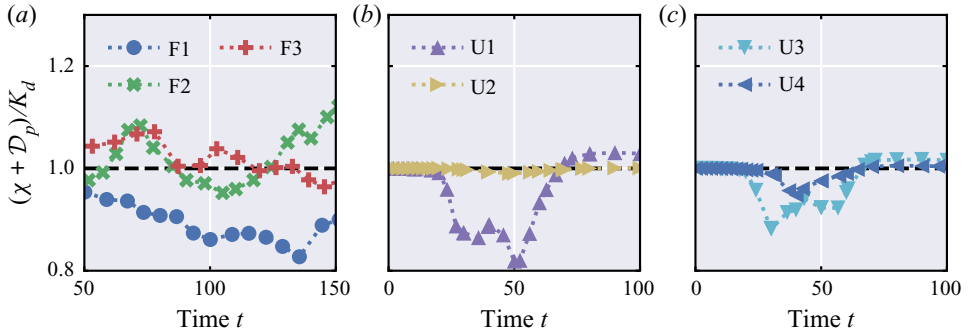 (a)
(b)
(c)
F1
F3
F2
U1
U2
U3
U4
(χ + 𝒟p)/Kd
1.2
1.0
0.8
50
100
150
0
50
100
0
50
100
Time t
Time t
Time t